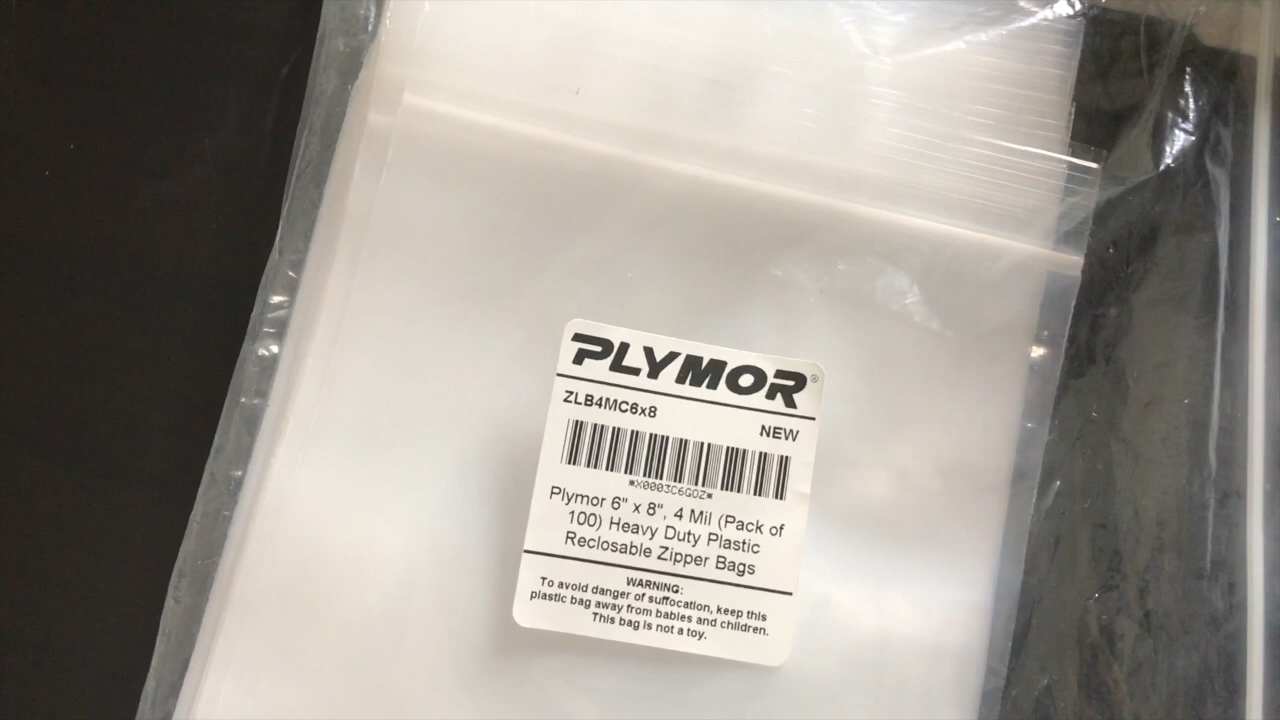 PLYMOR®
ZLB4MC6x8
NEW
*X0003C6GOZ*
Plymor 6" x 8", 4 Mil (Pack of
100) Heavy Duty Plastic
Reclosable Zipper Bags
WARNING:
To avoid danger of suffocation, keep this
plastic bag away from babies and children.
This bag is not a toy.